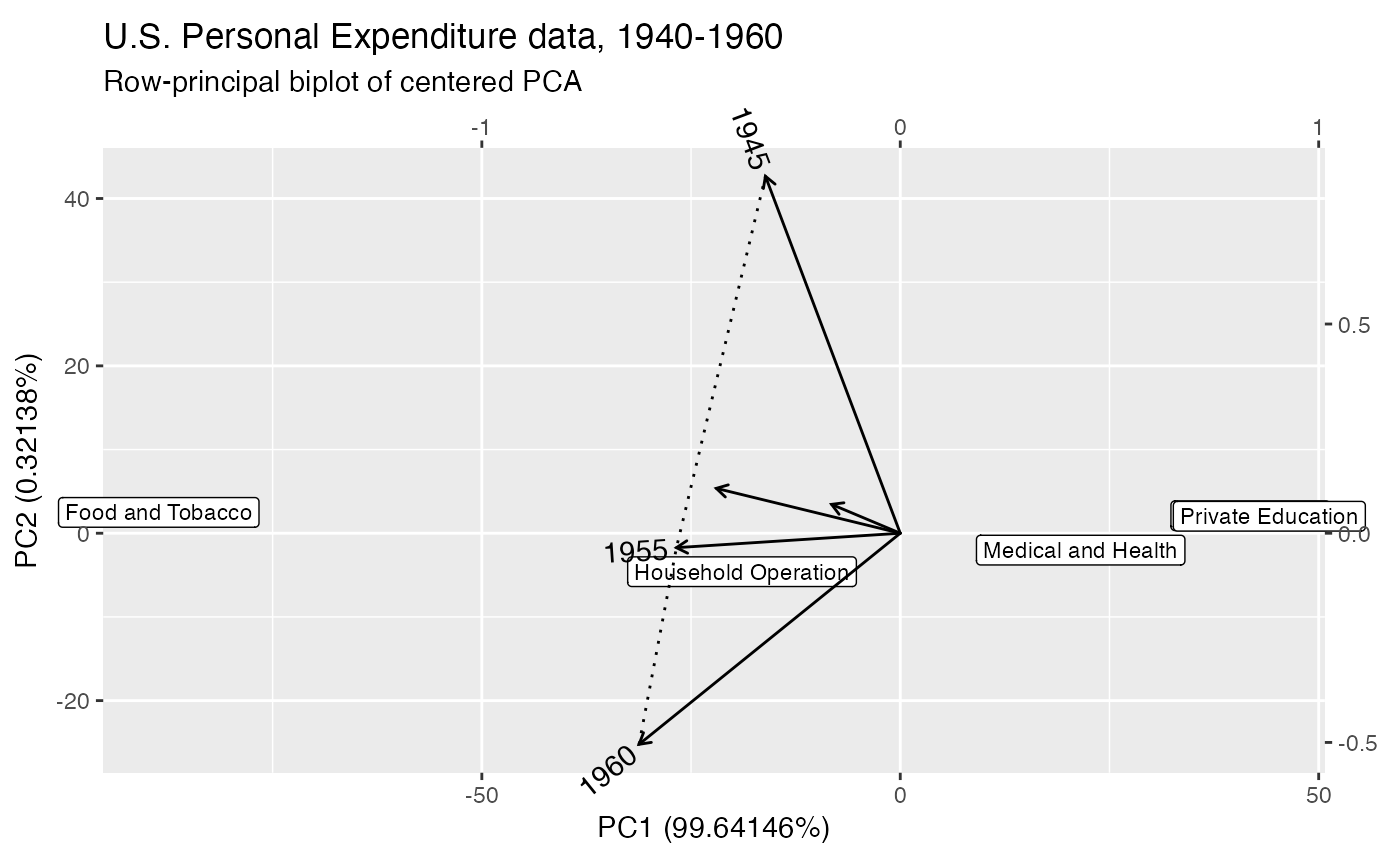 U.S. Personal Expenditure data, 1940-1960
Row-principal biplot of centered PCA
-1
0
1
1945
40
20
0
-20
0.5
0.0
-0.5
Food and Tobacco
Private Education
Medical and Health
1955
Household Operation
1960
-50
0
50
PC1 (99.64146%)
PC2 (0.32138%)